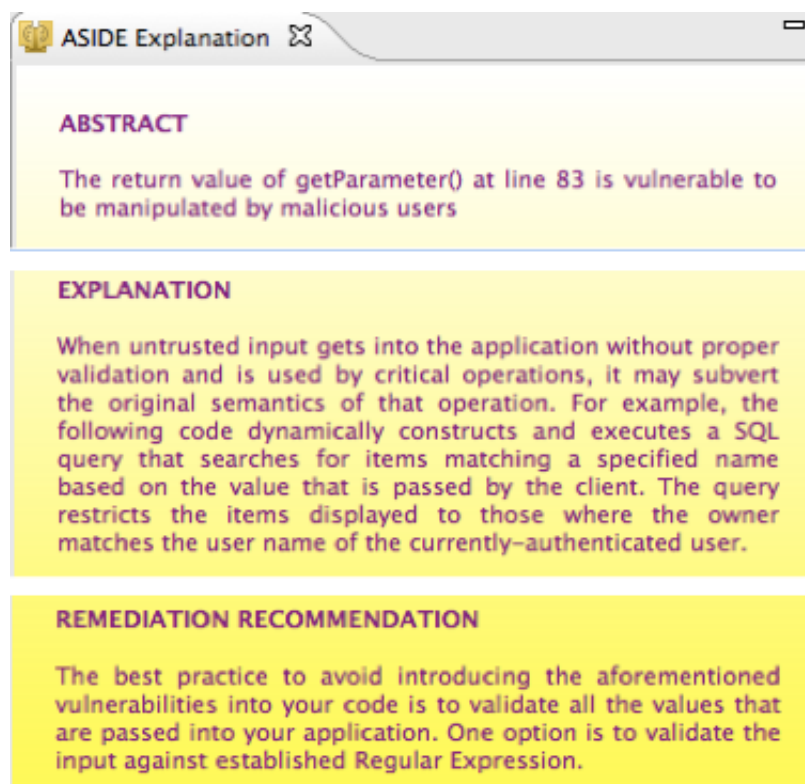 ASIDE Explanation
ABSTRACT
The return value of getParameter() at line 83 is vulnerable to
be manipulated by malicious users
EXPLANATION
When untrusted input gets into the application without proper
validation and is used by critical operations, it may subvert
the original semantics of that operation. For example, the
following code dynamically constructs and executes a SQL
query that searches for items matching a specified name
based on the value that is passed by the client. The query
restricts the items displayed to those where the owner
matches the user name of the currently-authenticated user.
REMEDIATION RECOMMENDATION
The best practice to avoid introducing the aforementioned
vulnerabilities into your code is to validate all the values that
are passed into your application. One option is to validate the
input against established Regular Expression.